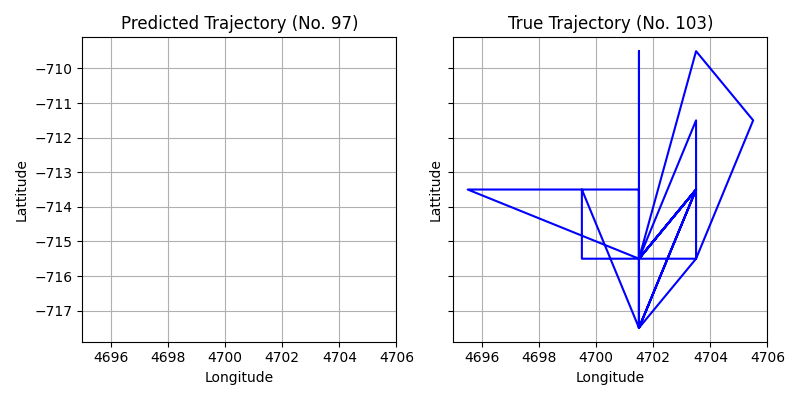 Predicted Trajectory (No. 97)
True Trajectory (No. 103)
−710
−711
−712
−713
−714
−715
−716
−717
Lattitude
Lattitude
4696 4698 4700 4702 4704 4706
4696 4698 4700 4702 4704 4706
Longitude
Longitude